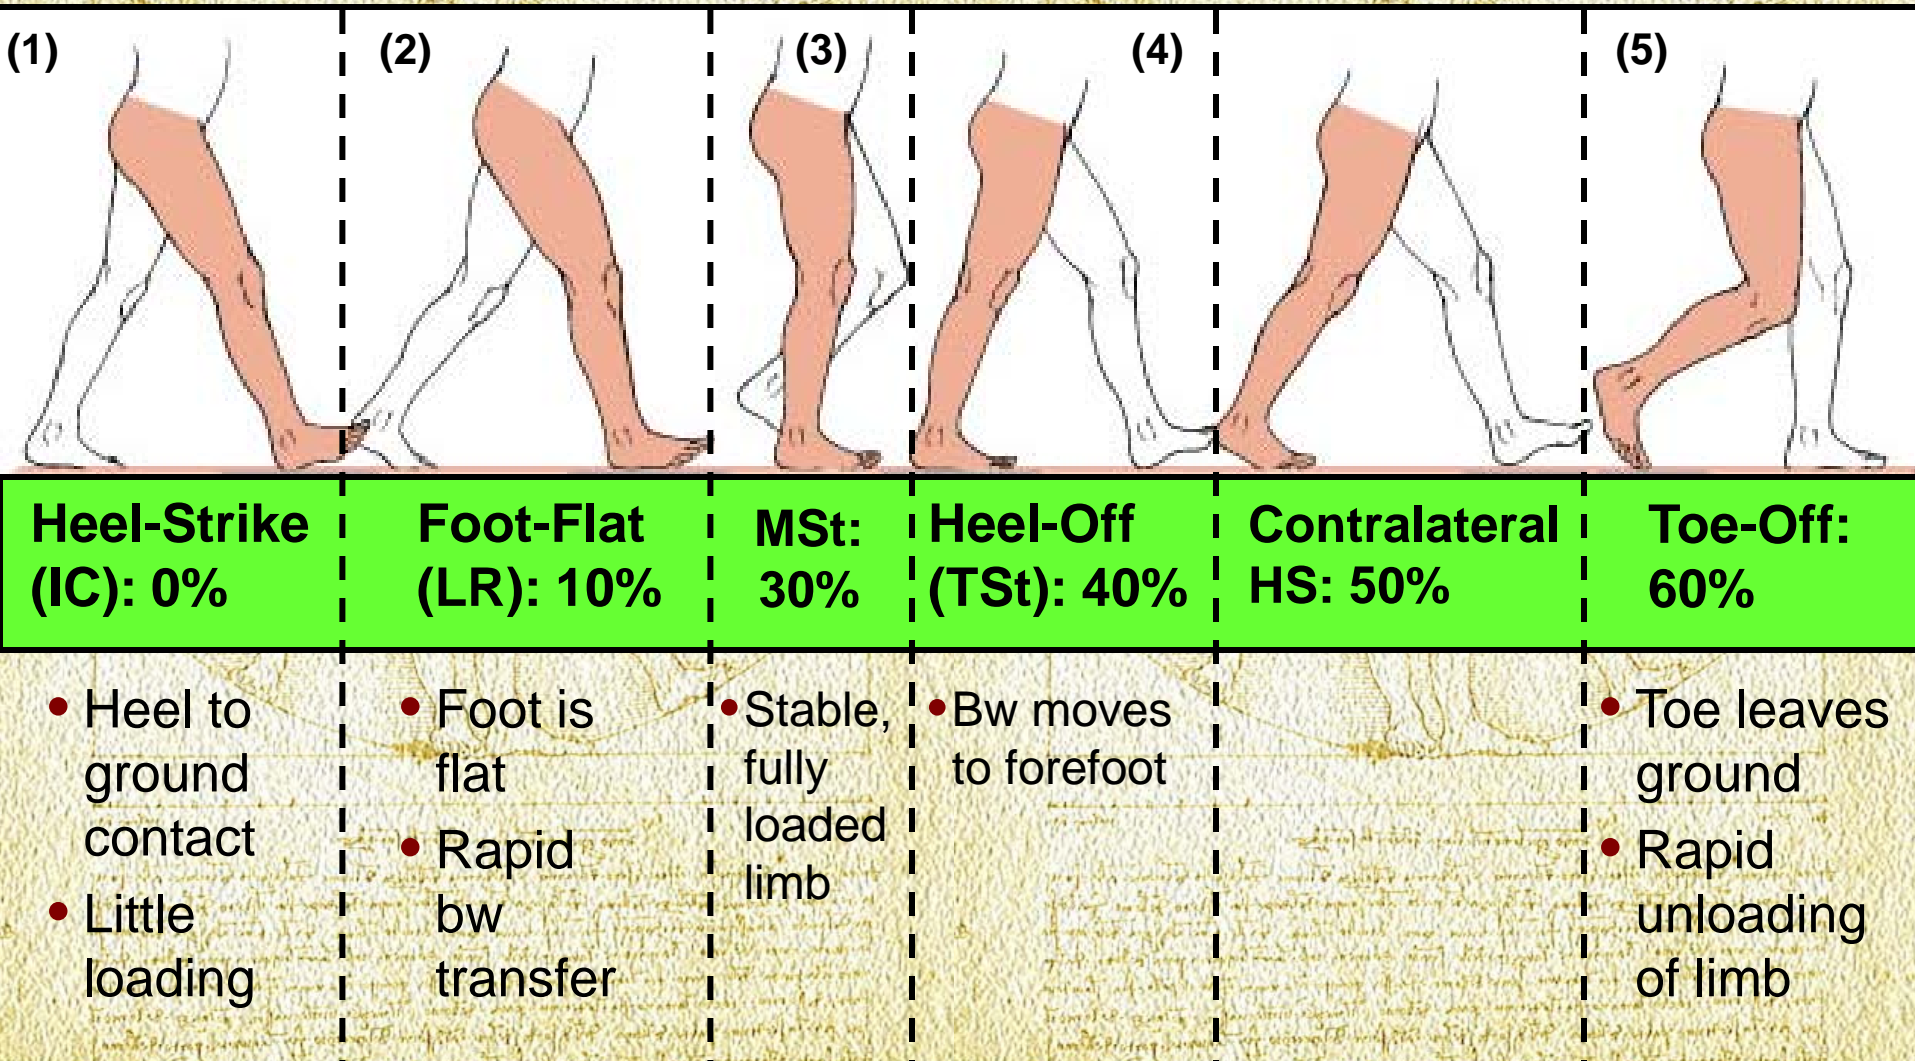 (1)
(2)
(3)
(4)
(5)
Heel-Strike
(IC): 0%
Foot-Flat
(LR): 10%
MSt:
30%
Heel-Off
(TSt): 40%
Contralateral
HS: 50%
Toe-Off:
60%
• Heel to
ground
contact
• Little
loading
• Foot is
flat
• Rapid
bw
transfer
• Stable,
fully
loaded
limb
• Bw moves
to forefoot
• Toe leaves
ground
• Rapid
unloading
of limb